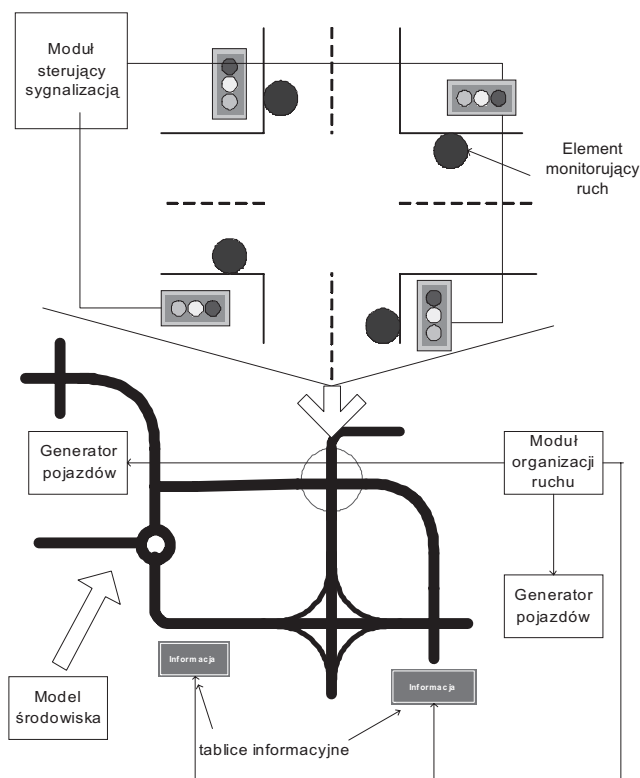 Moduł
sterujący
sygnalizacją
Element
monitorujący
ruch
Generator
pojazdów
Moduł
organizacji
ruchu
Generator
pojazdów
Informacja
Informacja
Model
środowiska
tablice informacyjne